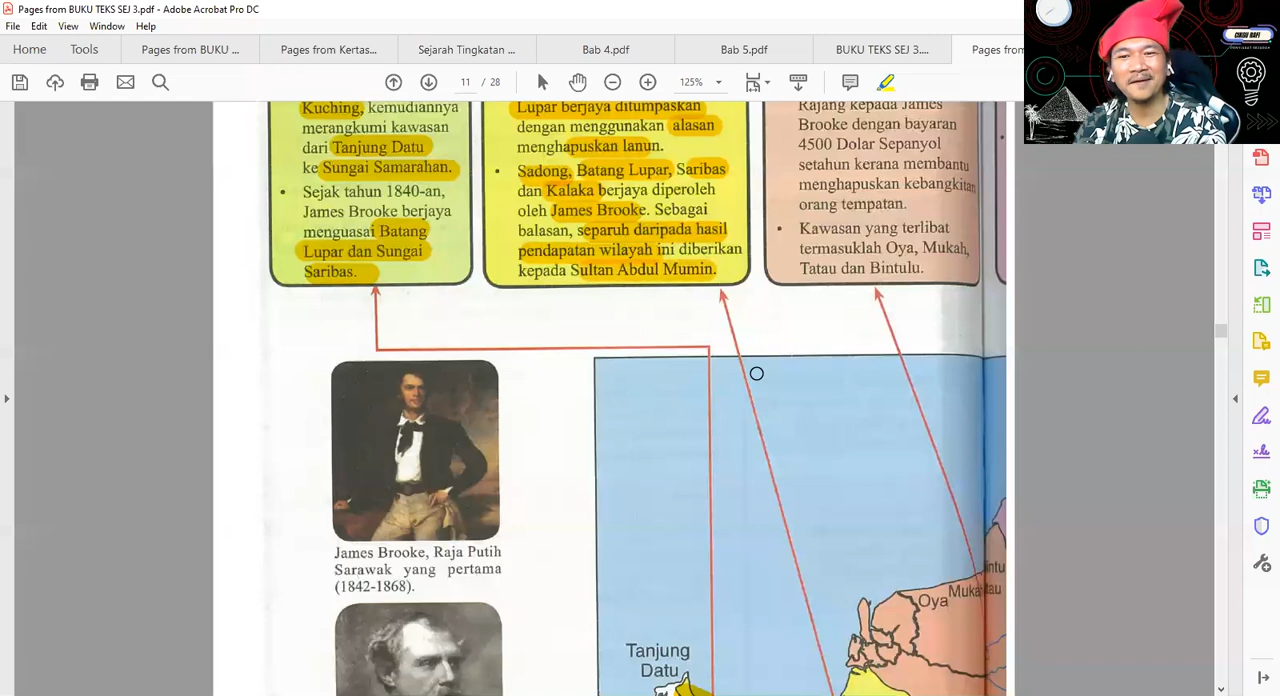 Pages from BUKU TEKS SEJ 3.pdf - Adobe Acrobat Pro DC
File Edit View Window Help
Home Tools Pages from BUKU ... Pages from Kertas... Sejarah Tingkatan ... Bab 4.pdf Bab 5.pdf BUKU TEKS SEJ 3.... Pages from
11 / 28 125%
CIKGU RAFI
Kuching, kemudiannya
merangkumi kawasan
dari Tanjung Datu
ke Sungai Samarahan.
• Sejak tahun 1840-an,
James Brooke berjaya
menguasai Batang
Lupar dan Sungai
Saribas.
Lupar berjaya ditumpaskan
dengan menggunakan alasan
menghapuskan lanun.
• Sadong, Batang Lupar, Saribas
dan Kalaka berjaya diperoleh
oleh James Brooke. Sebagai
balasan, separuh daripada hasil
pendapatan wilayah ini diberikan
kepada Sultan Abdul Mumin.
Rajang kepada James
Brooke dengan bayaran
4500 Dolar Sepanyol
setahun kerana membantu
menghapuskan kebangkitan
orang tempatan.
• Kawasan yang terlibat
termasuklah Oya, Mukah,
Tatau dan Bintulu.
James Brooke, Raja Putih
Sarawak yang pertama
(1842-1868).
Oya
Tanjung
Datu